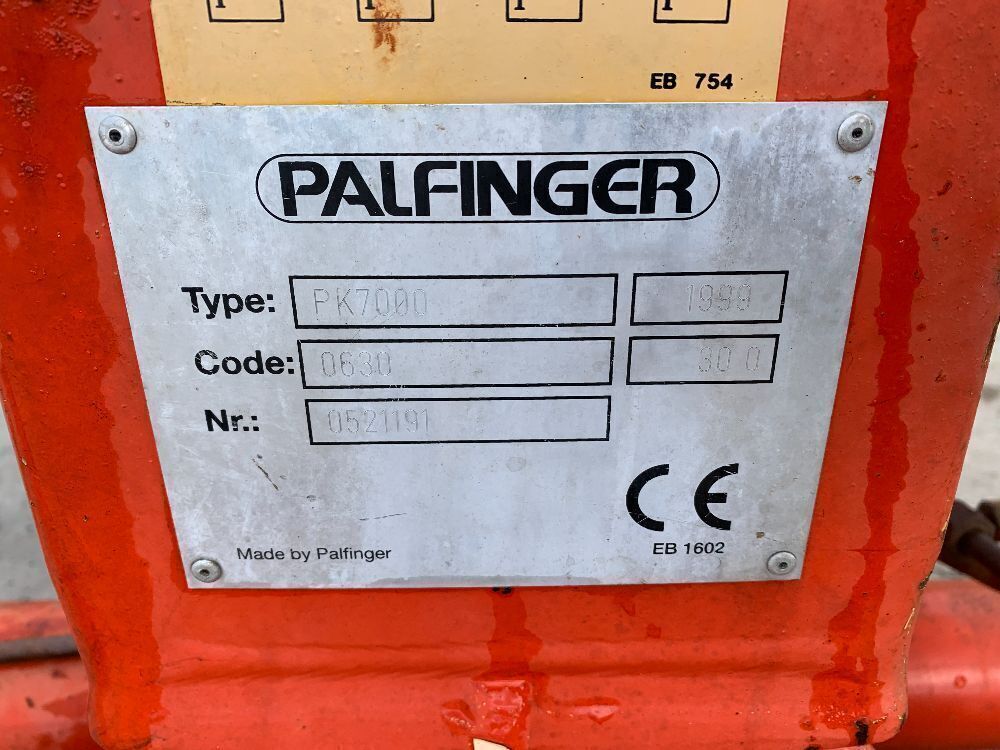 EB 754
PALFINGER
Type: PK7000 1999
Code: 0630 30 0
Nr.: 0521191
CE
Made by Palfinger
EB 1602